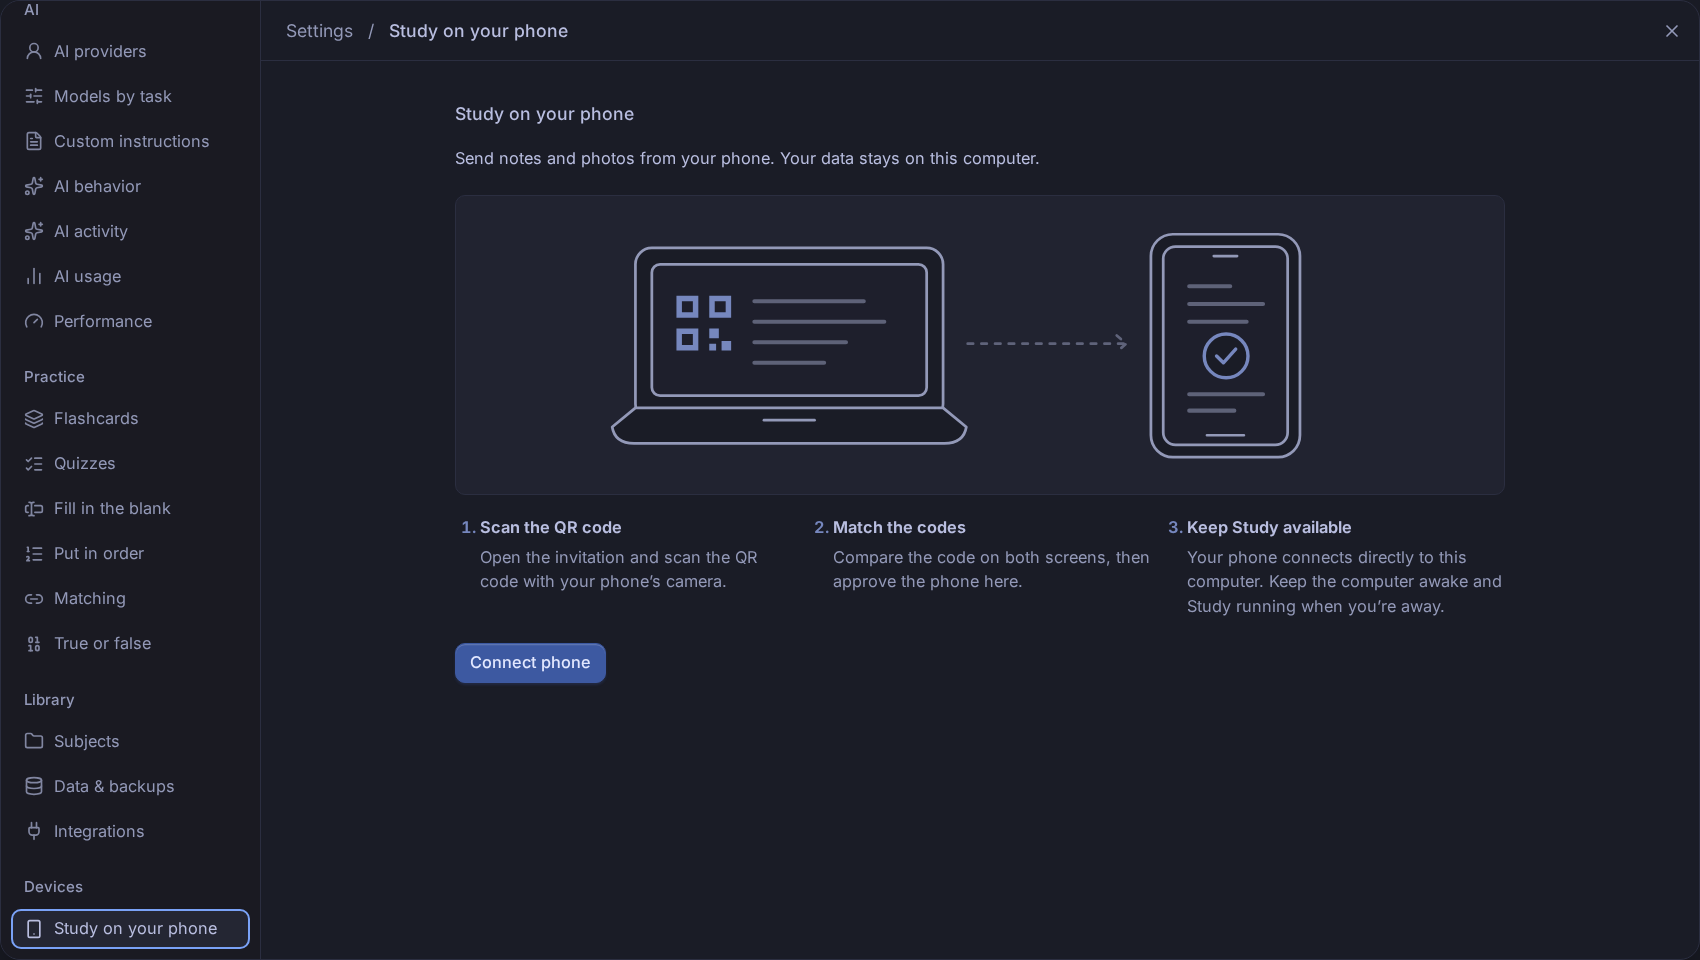 AI
AI providers
Models by task
Custom instructions
AI behavior
AI activity
AI usage
Performance
Practice
Flashcards
Quizzes
Fill in the blank
Put in order
Matching
True or false
Library
Subjects
Data & backups
Integrations
Devices
Study on your phone
Settings / Study on your phone
Study on your phone
Send notes and photos from your phone. Your data stays on this computer.
1. Scan the QR code
Open the invitation and scan the QR
code with your phone’s camera.
2. Match the codes
Compare the code on both screens, then
approve the phone here.
3. Keep Study available
Your phone connects directly to this
computer. Keep the computer awake and
Study running when you’re away.
Connect phone